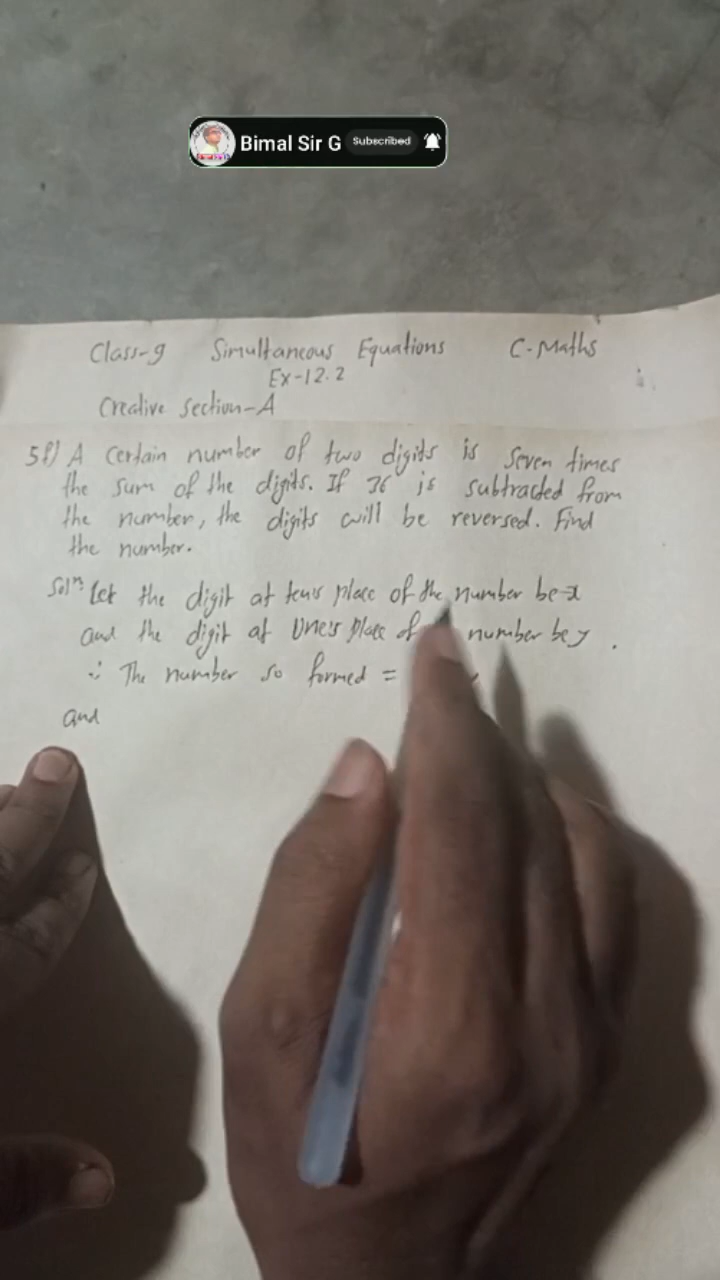 Bimal Sir G Subscribed
Class-9 Simultaneous Equations C-Maths
Ex-12.2
Creative Section-A
5f) A certain number of two digits is seven times
the sum of the digits. If 36 is subtracted from
the number, the digits will be reversed. Find
the number.
Solⁿ: Let the digit at ten's place of the number be x
and the digit at one's place of number be y .
∴ The number so formed =
and